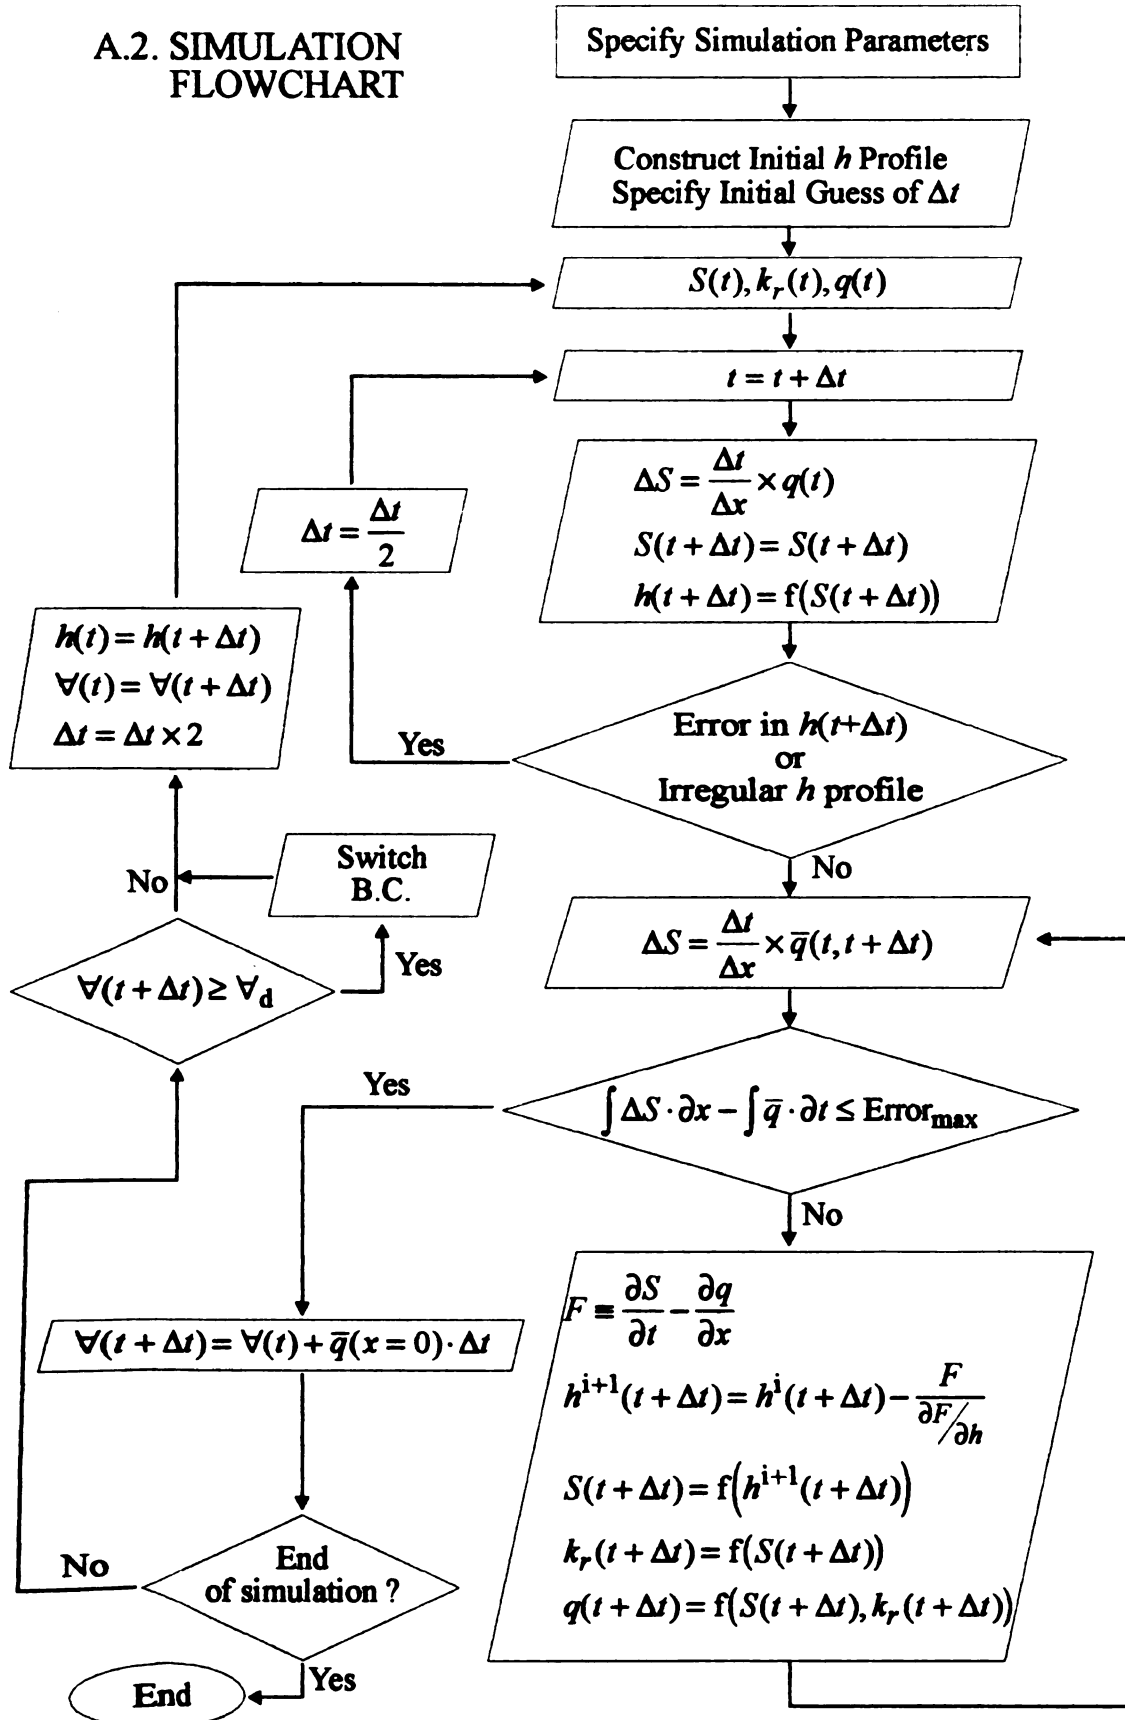 A.2. SIMULATION
FLOWCHART
Specify Simulation Parameters
Construct Initial h Profile
Specify Initial Guess of Δt
S(t), k_r(t), q(t)
t = t + Δt
ΔS = Δt/Δx × q(t)
S(t + Δt) = S(t + Δt)
h(t + Δt) = f(S(t + Δt))
Δt = Δt/2
h(t) = h(t + Δt)
∀(t) = ∀(t + Δt)
Δt = Δt × 2
Yes
Error in h(t+Δt)
or
Irregular h profile
No
Switch
B.C.
No
Yes
∀(t + Δt) ≥ ∀_d
ΔS = Δt/Δx × q̅(t, t + Δt)
Yes
∫ΔS · ∂x − ∫q̅ · ∂t ≤ Error_max
No
∀(t + Δt) = ∀(t) + q̅(x = 0) · Δt
F ≡ ∂S/∂t − ∂q/∂x
h^{i+1}(t + Δt) = h^i(t + Δt) − F/(∂F/∂h)
S(t + Δt) = f(h^{i+1}(t + Δt))
k_r(t + Δt) = f(S(t + Δt))
q(t + Δt) = f(S(t + Δt), k_r(t + Δt))
End
of simulation ?
No
Yes
End